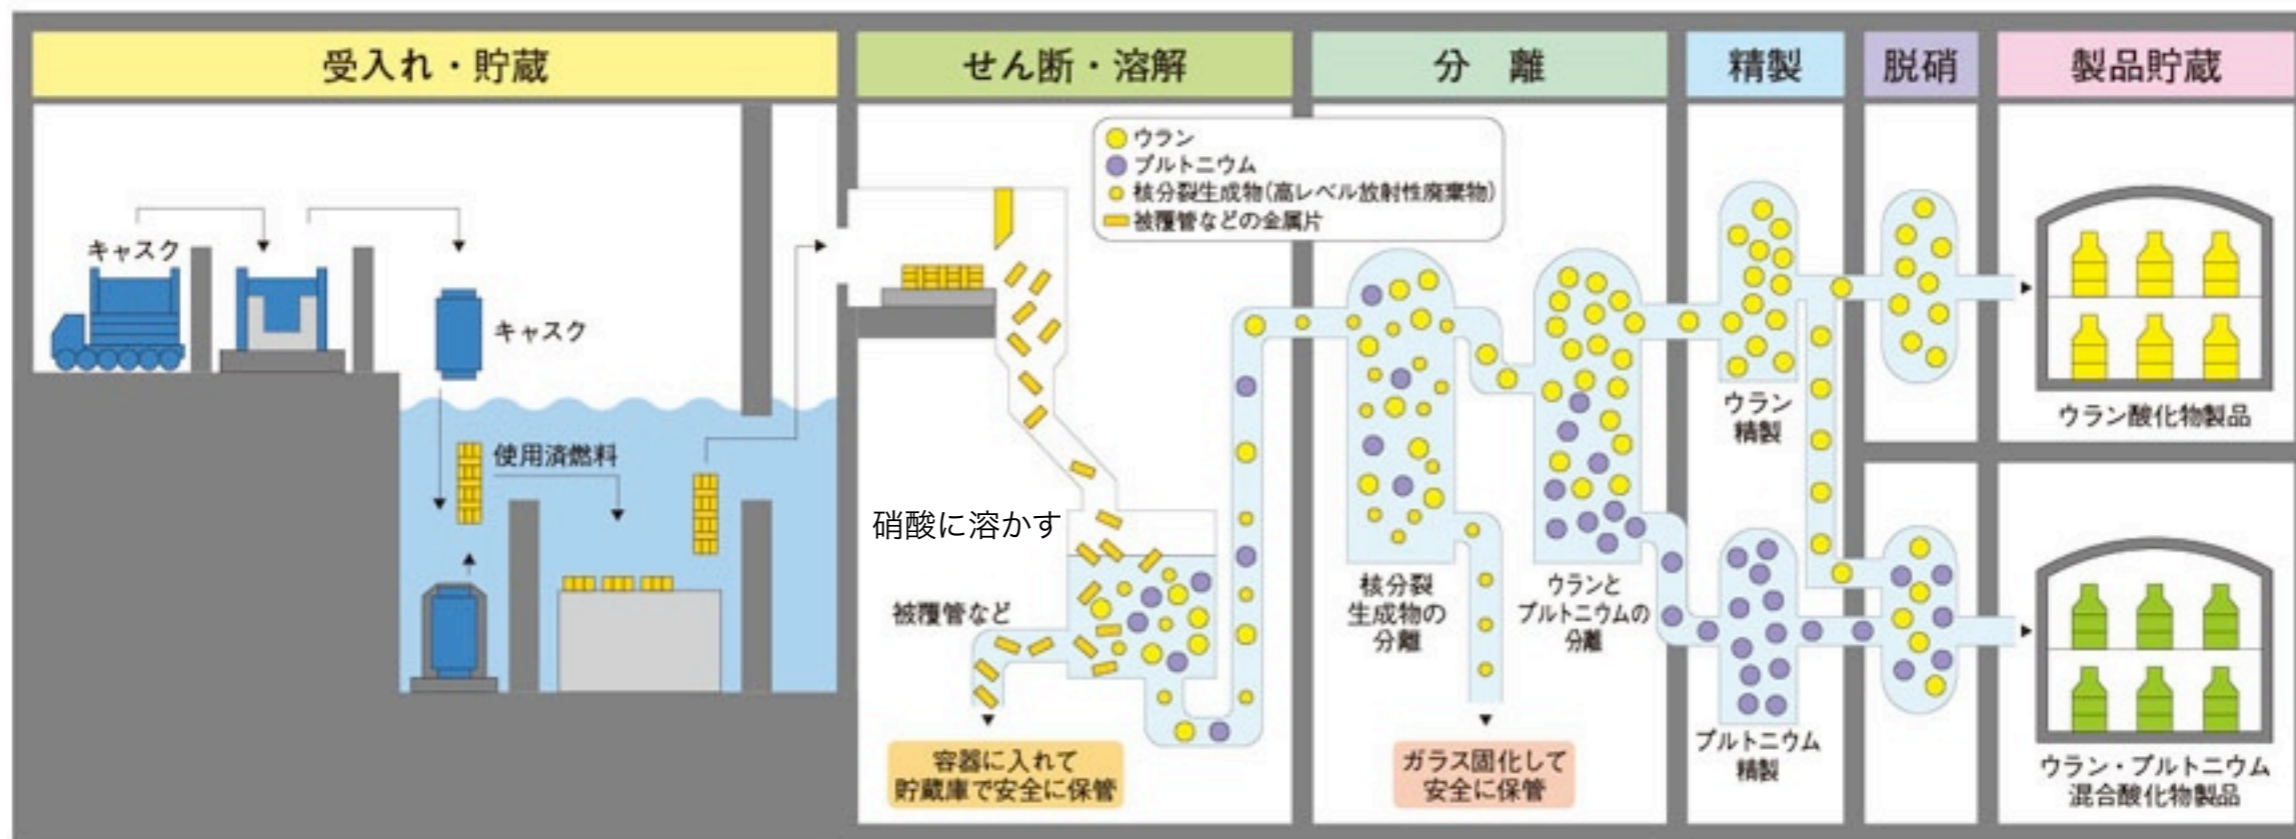 受入れ・貯蔵
せん断・溶解
分 離
精製
脱硝
製品貯蔵
キャスク
キャスク
使用済燃料
ウラン
プルトニウム
核分裂生成物(高レベル放射性廃棄物)
被覆管などの金属片
硝酸に溶かす
被覆管など
容器に入れて
貯蔵庫で安全に保管
核分裂
生成物の
分離
ガラス固化して
安全に保管
ウランと
プルトニウムの
分離
ウラン
精製
プルトニウム
精製
ウラン酸化物製品
ウラン・プルトニウム
混合酸化物製品